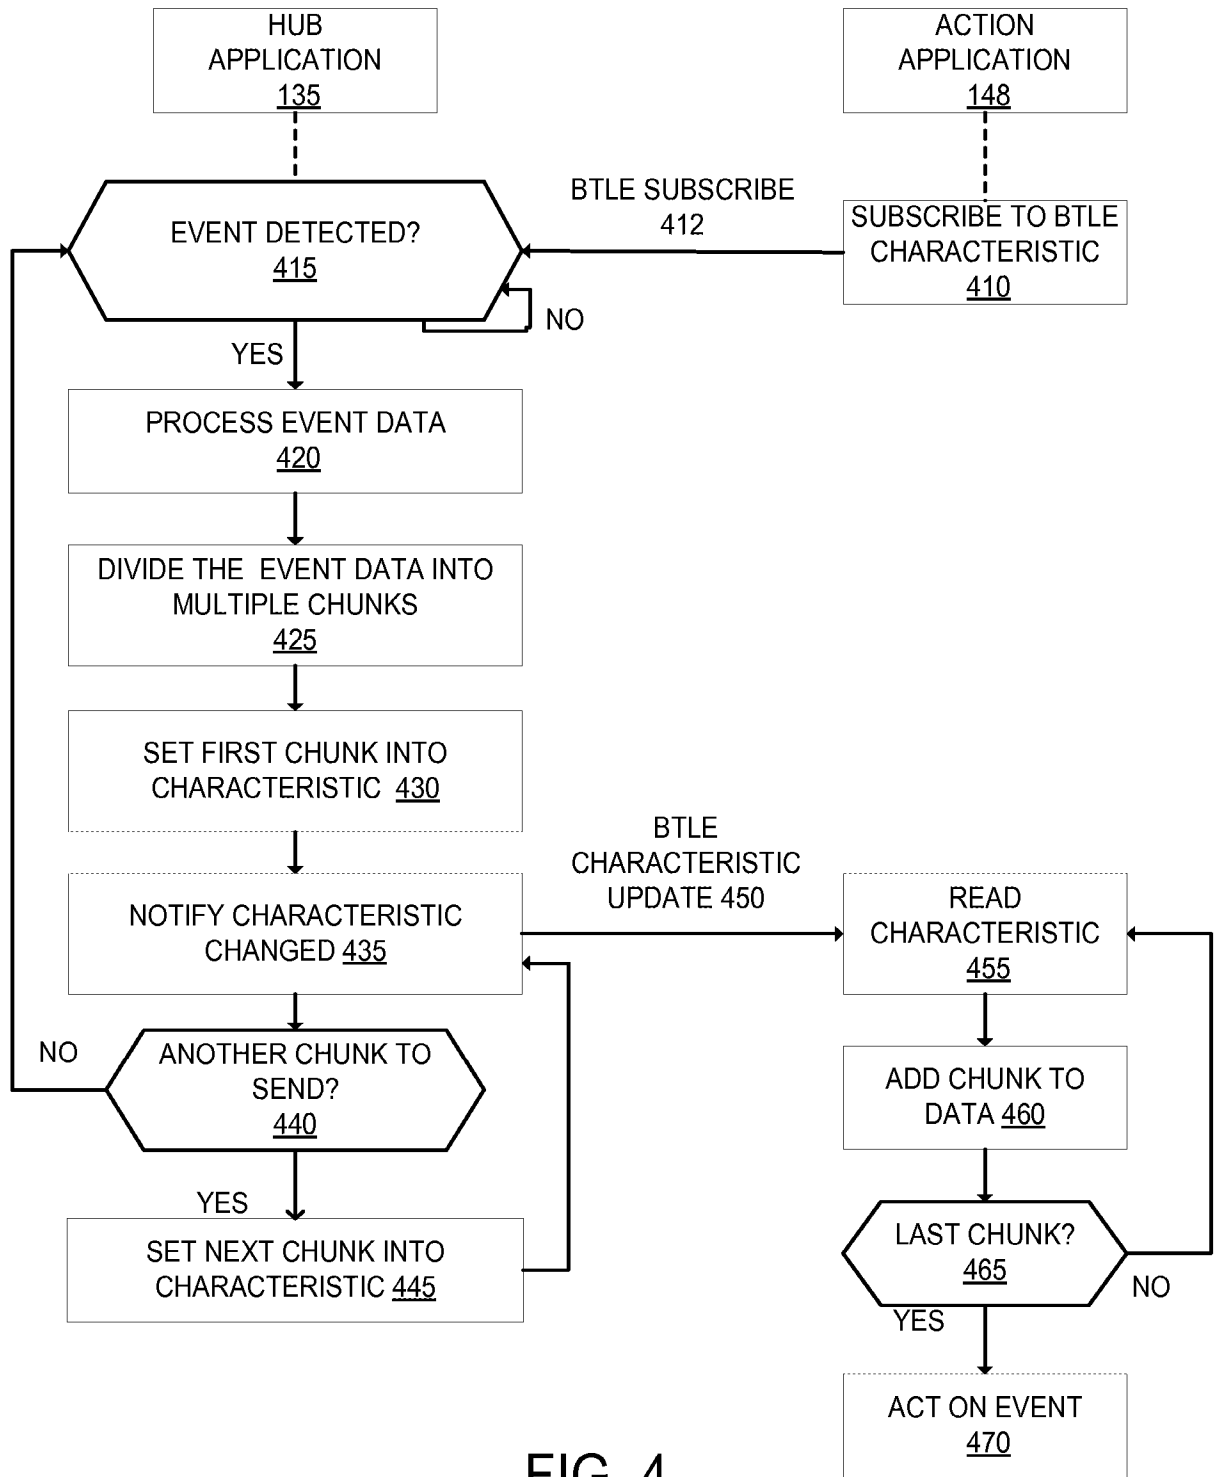 HUB
APPLICATION
135
ACTION
APPLICATION
148
EVENT DETECTED?
415
BTLE SUBSCRIBE
412
SUBSCRIBE TO BTLE
CHARACTERISTIC
410
NO
YES
PROCESS EVENT DATA
420
DIVIDE THE EVENT DATA INTO
MULTIPLE CHUNKS
425
SET FIRST CHUNK INTO
CHARACTERISTIC 430
NOTIFY CHARACTERISTIC
CHANGED 435
BTLE
CHARACTERISTIC
UPDATE 450
READ
CHARACTERISTIC
455
NO
ANOTHER CHUNK TO
SEND?
440
YES
SET NEXT CHUNK INTO
CHARACTERISTIC 445
ADD CHUNK TO
DATA 460
LAST CHUNK?
465
NO
YES
ACT ON EVENT
470
FIG. 4